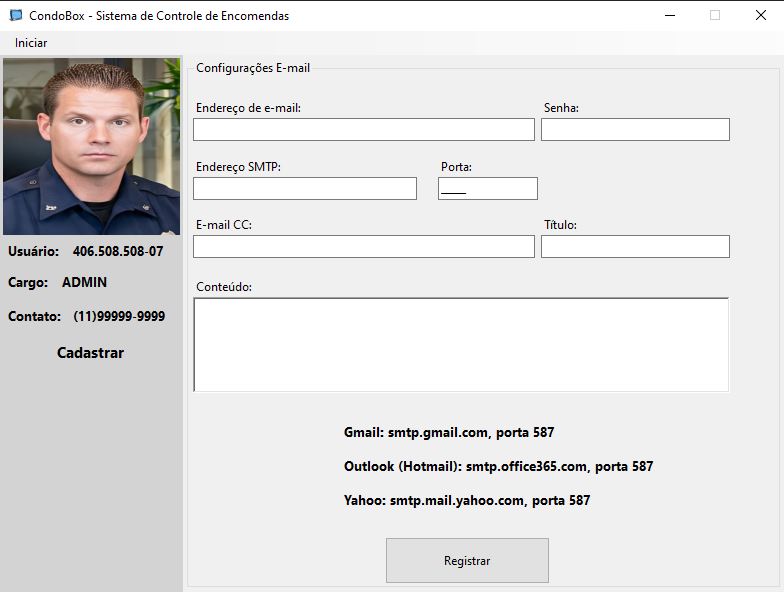 CondoBox - Sistema de Controle de Encomendas
Iniciar
Usuário: 406.508.508-07
Cargo: ADMIN
Contato: (11)99999-9999
Cadastrar
Configurações E-mail
Endereço de e-mail: Senha:
Endereço SMTP: Porta:
____
E-mail CC: Título:
Conteúdo:
Gmail: smtp.gmail.com, porta 587
Outlook (Hotmail): smtp.office365.com, porta 587
Yahoo: smtp.mail.yahoo.com, porta 587
Registrar